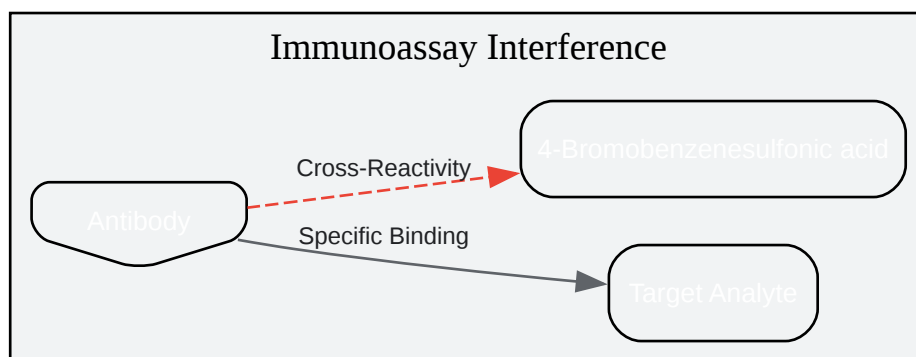 Immunoassay Interference
4-Bromobenzenesulfonic acid
Cross-Reactivity
Antibody
Specific Binding
Target Analyte